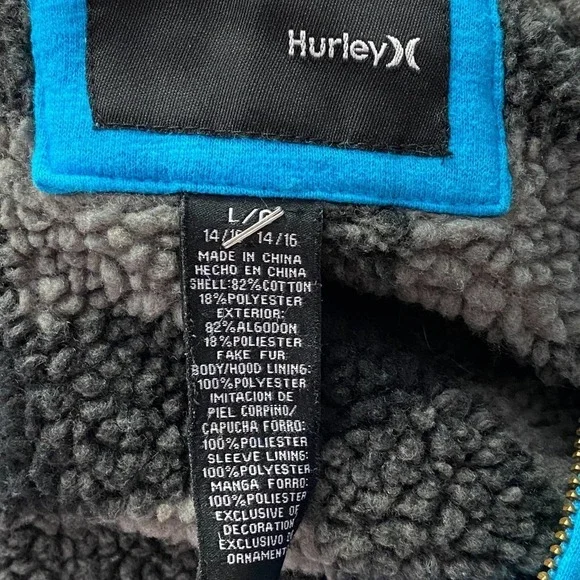 Hurley
L/G
14/16 14/16
MADE IN CHINA
HECHO EN CHINA
SHELL:82%COTTON
18%POLYESTER
EXTERIOR:
82%ALGODÓN
18%POLIESTER
FAKE FUR
BODY/HOOD LINING:
100%POLYESTER
IMITACION DE
PIEL CORPIÑO/
CAPUCHA FORRO:
100%POLIESTER
SLEEVE LINING:
100%POLYESTER
MANGA FORRO:
100%POLIESTER
EXCLUSIVE OF
DECORATION
EXCLUSIVO
ORNAMENT